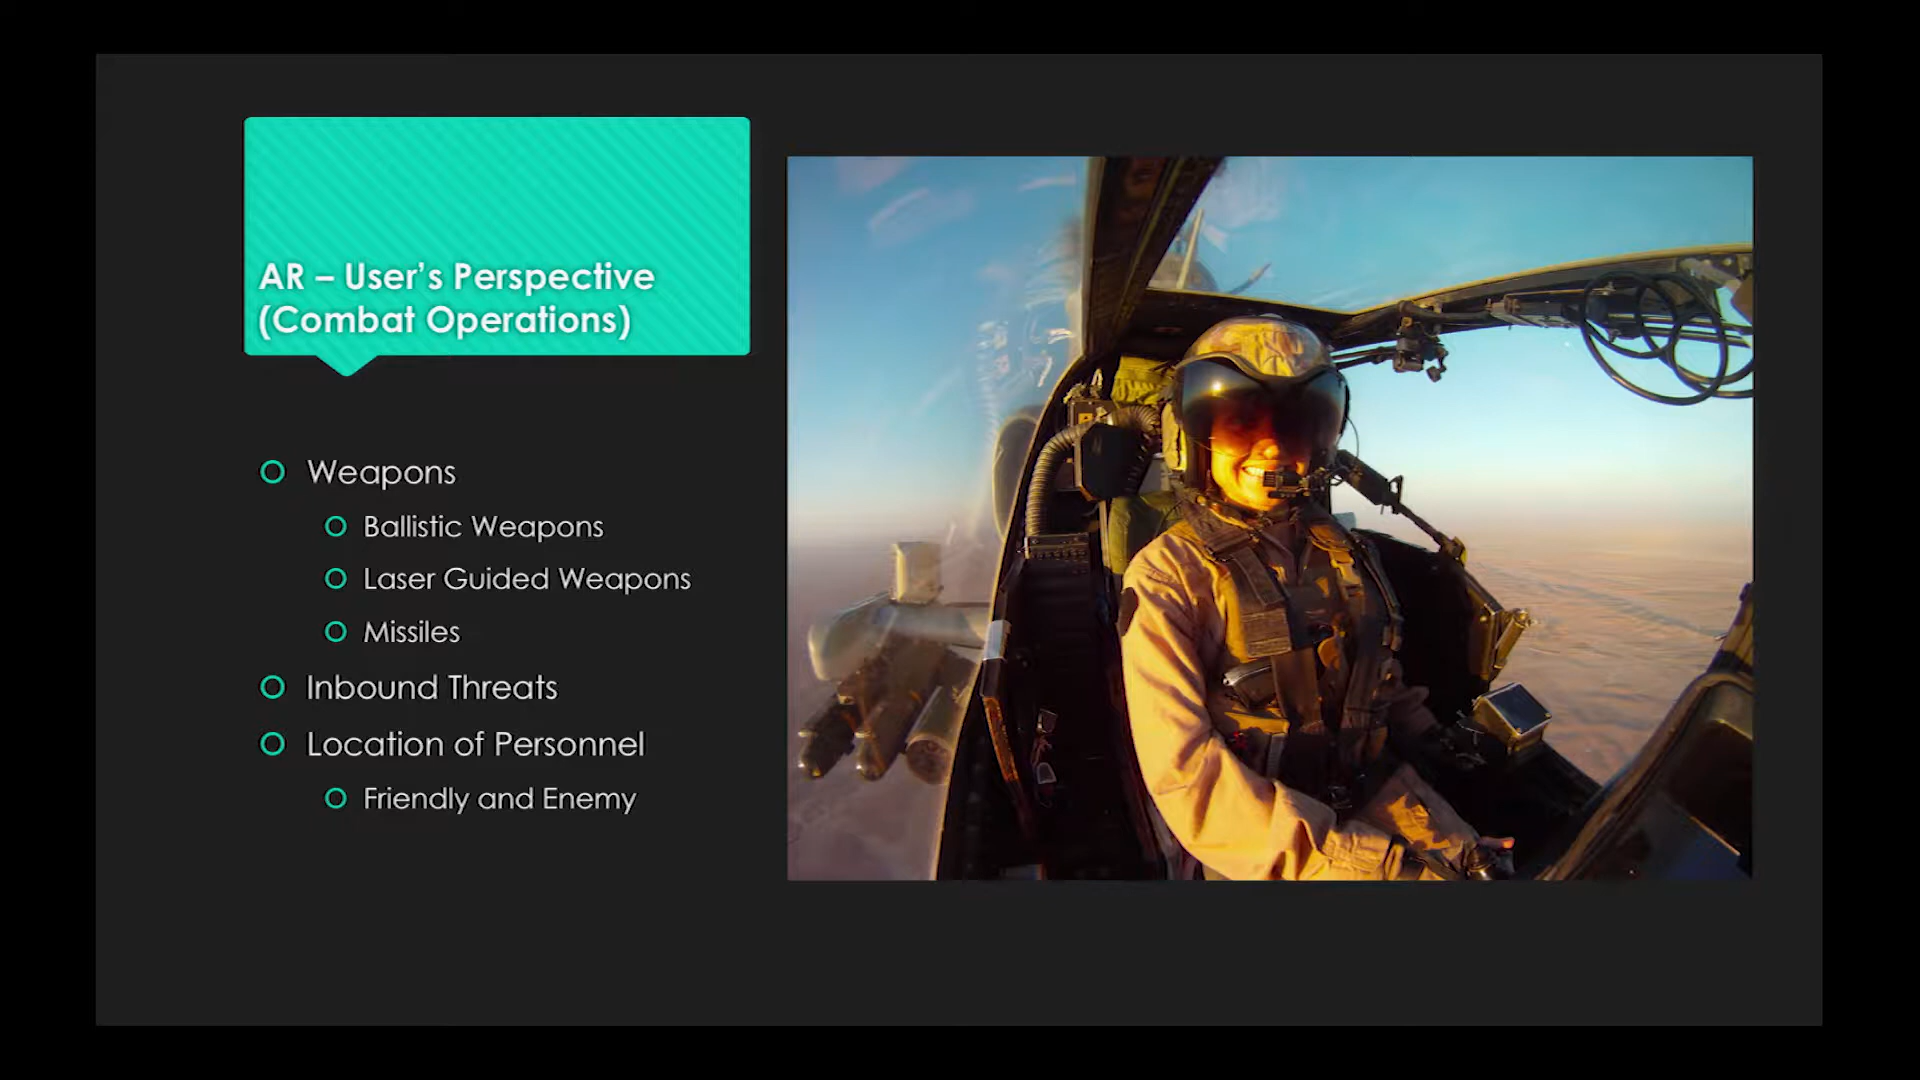 AR – User’s Perspective
(Combat Operations)
Weapons
Ballistic Weapons
Laser Guided Weapons
Missiles
Inbound Threats
Location of Personnel
Friendly and Enemy